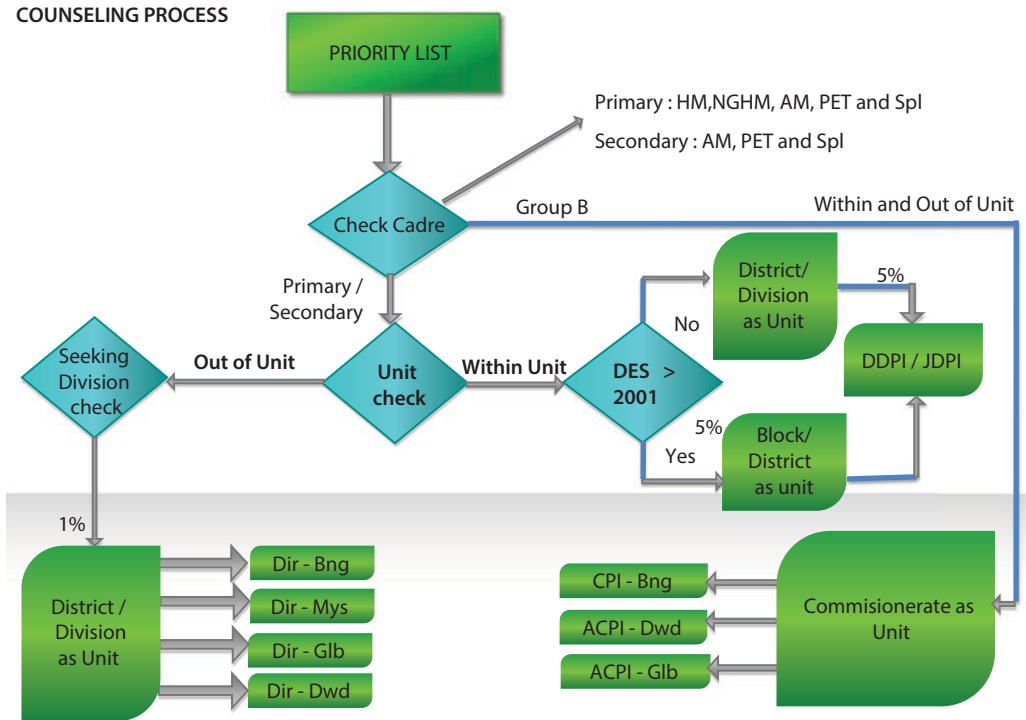 COUNSELING PROCESS
PRIORITY LIST
Primary : HM,NGHM, AM, PET and Spl
Secondary : AM, PET and Spl
Check Cadre
Group B
Within and Out of Unit
Primary /
Secondary
District/
Division
as Unit
5%
No
DDPI / JDPI
Seeking
Division
check
Out of Unit
Unit
check
Within Unit
DES >
2001
5%
Yes
Block/
District
as unit
1%
District /
Division
as Unit
Dir - Bng
Dir - Mys
Dir - Glb
Dir - Dwd
CPI - Bng
ACPI - Dwd
ACPI - Glb
Commisionerate as
Unit